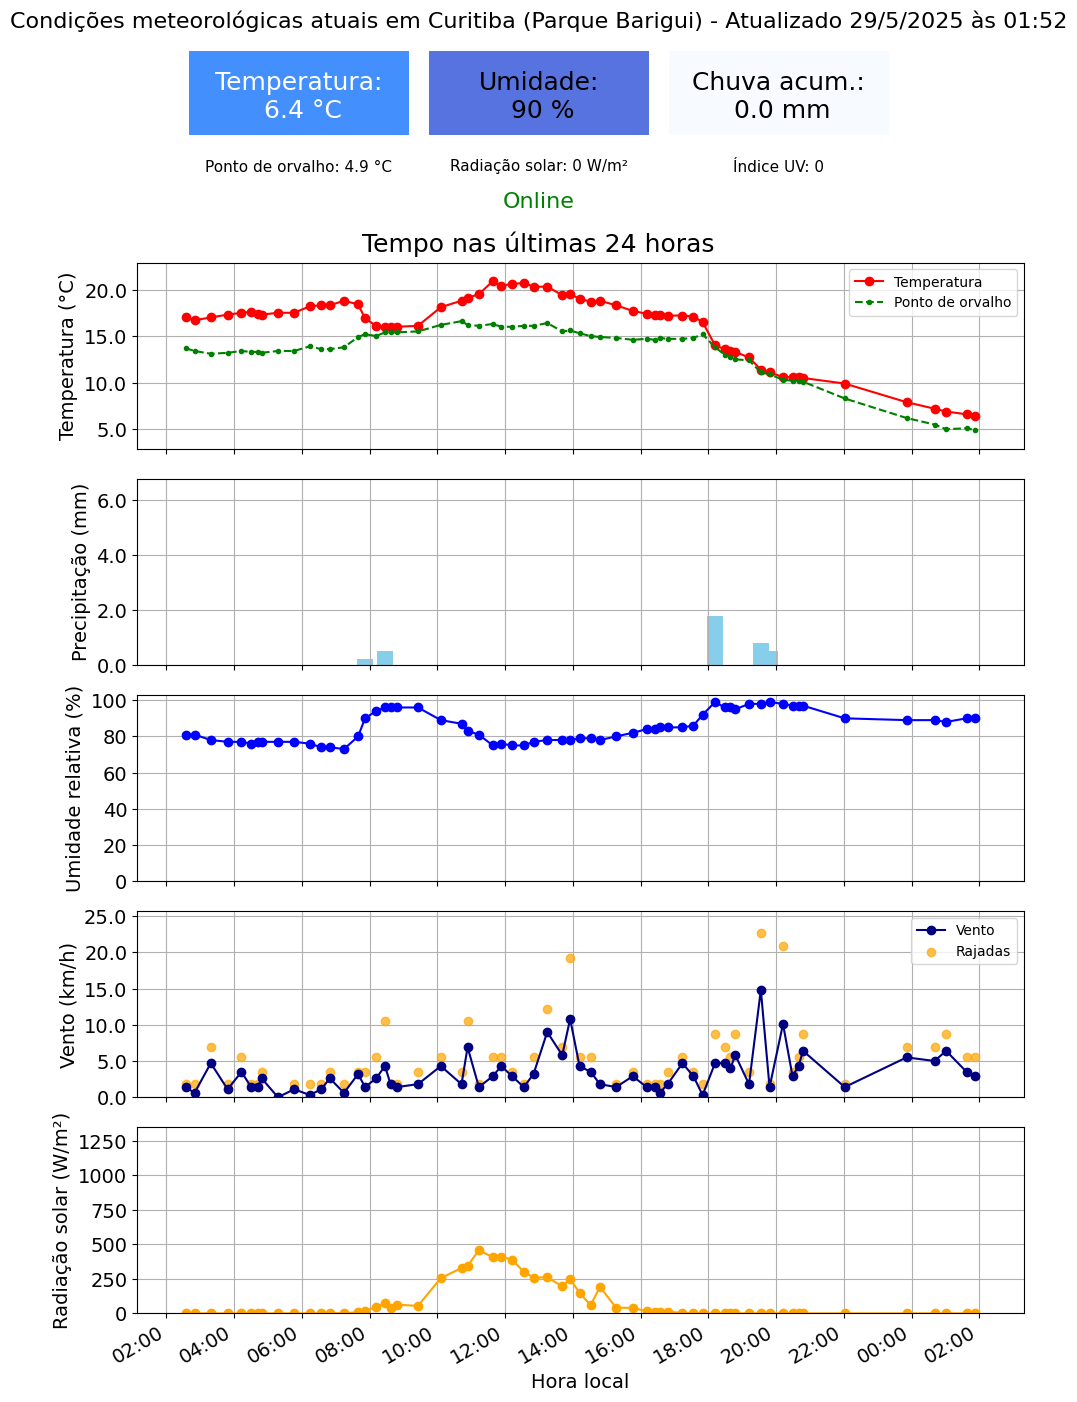 Condições meteorológicas atuais em Curitiba (Parque Barigui) - Atualizado 29/5/2025 às 01:52
Temperatura:
6.4 °C
Umidade:
90 %
Chuva acum.:
0.0 mm
Ponto de orvalho: 4.9 °C
Radiação solar: 0 W/m²
Índice UV: 0
Online
Tempo nas últimas 24 horas
Temperatura (°C)
20.0
15.0
10.0
5.0
Temperatura
Ponto de orvalho
Precipitação (mm)
6.0
4.0
2.0
0.0
Umidade relativa (%)
100
80
60
40
20
0
Vento (km/h)
25.0
20.0
15.0
10.0
5.0
0.0
Vento
Rajadas
Radiação solar (W/m²)
1250
1000
750
500
250
0
02:00
04:00
06:00
08:00
10:00
12:00
14:00
16:00
18:00
20:00
22:00
00:00
02:00
Hora local